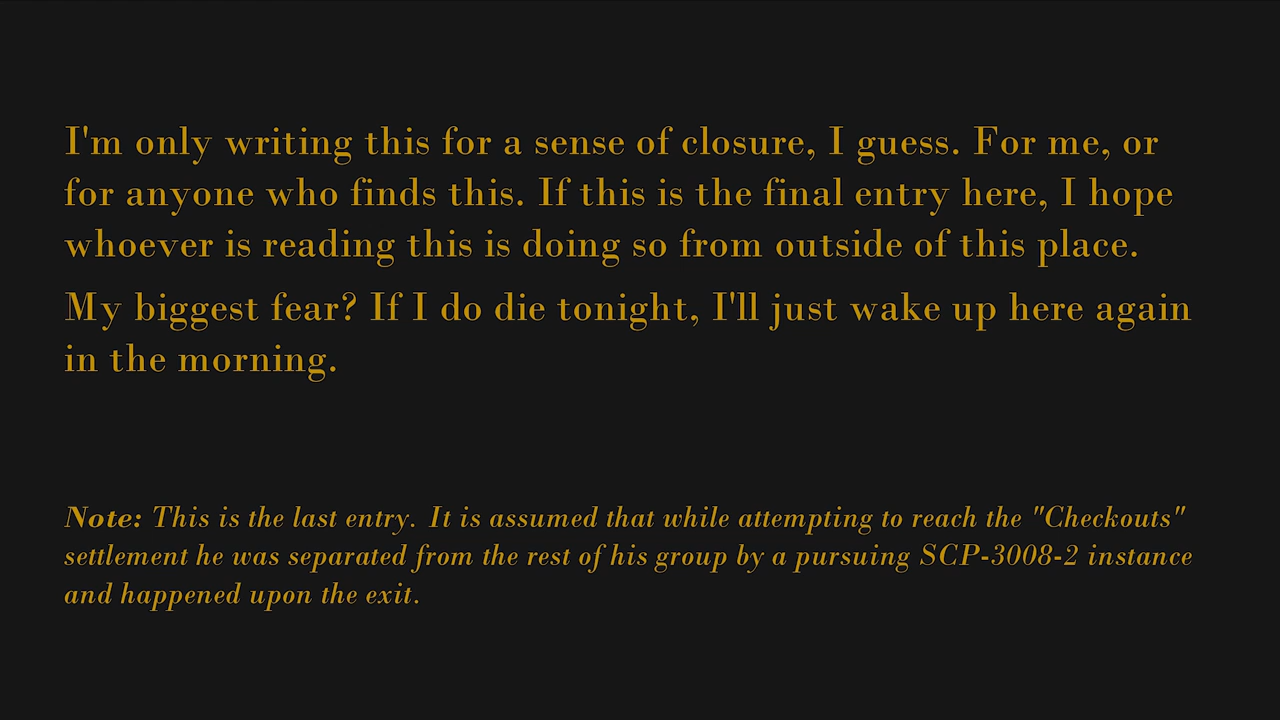 I'm only writing this for a sense of closure, I guess. For me, or
for anyone who finds this. If this is the final entry here, I hope
whoever is reading this is doing so from outside of this place.
My biggest fear? If I do die tonight, I'll just wake up here again
in the morning.
Note: This is the last entry. It is assumed that while attempting to reach the "Checkouts"
settlement he was separated from the rest of his group by a pursuing SCP-3008-2 instance
and happened upon the exit.